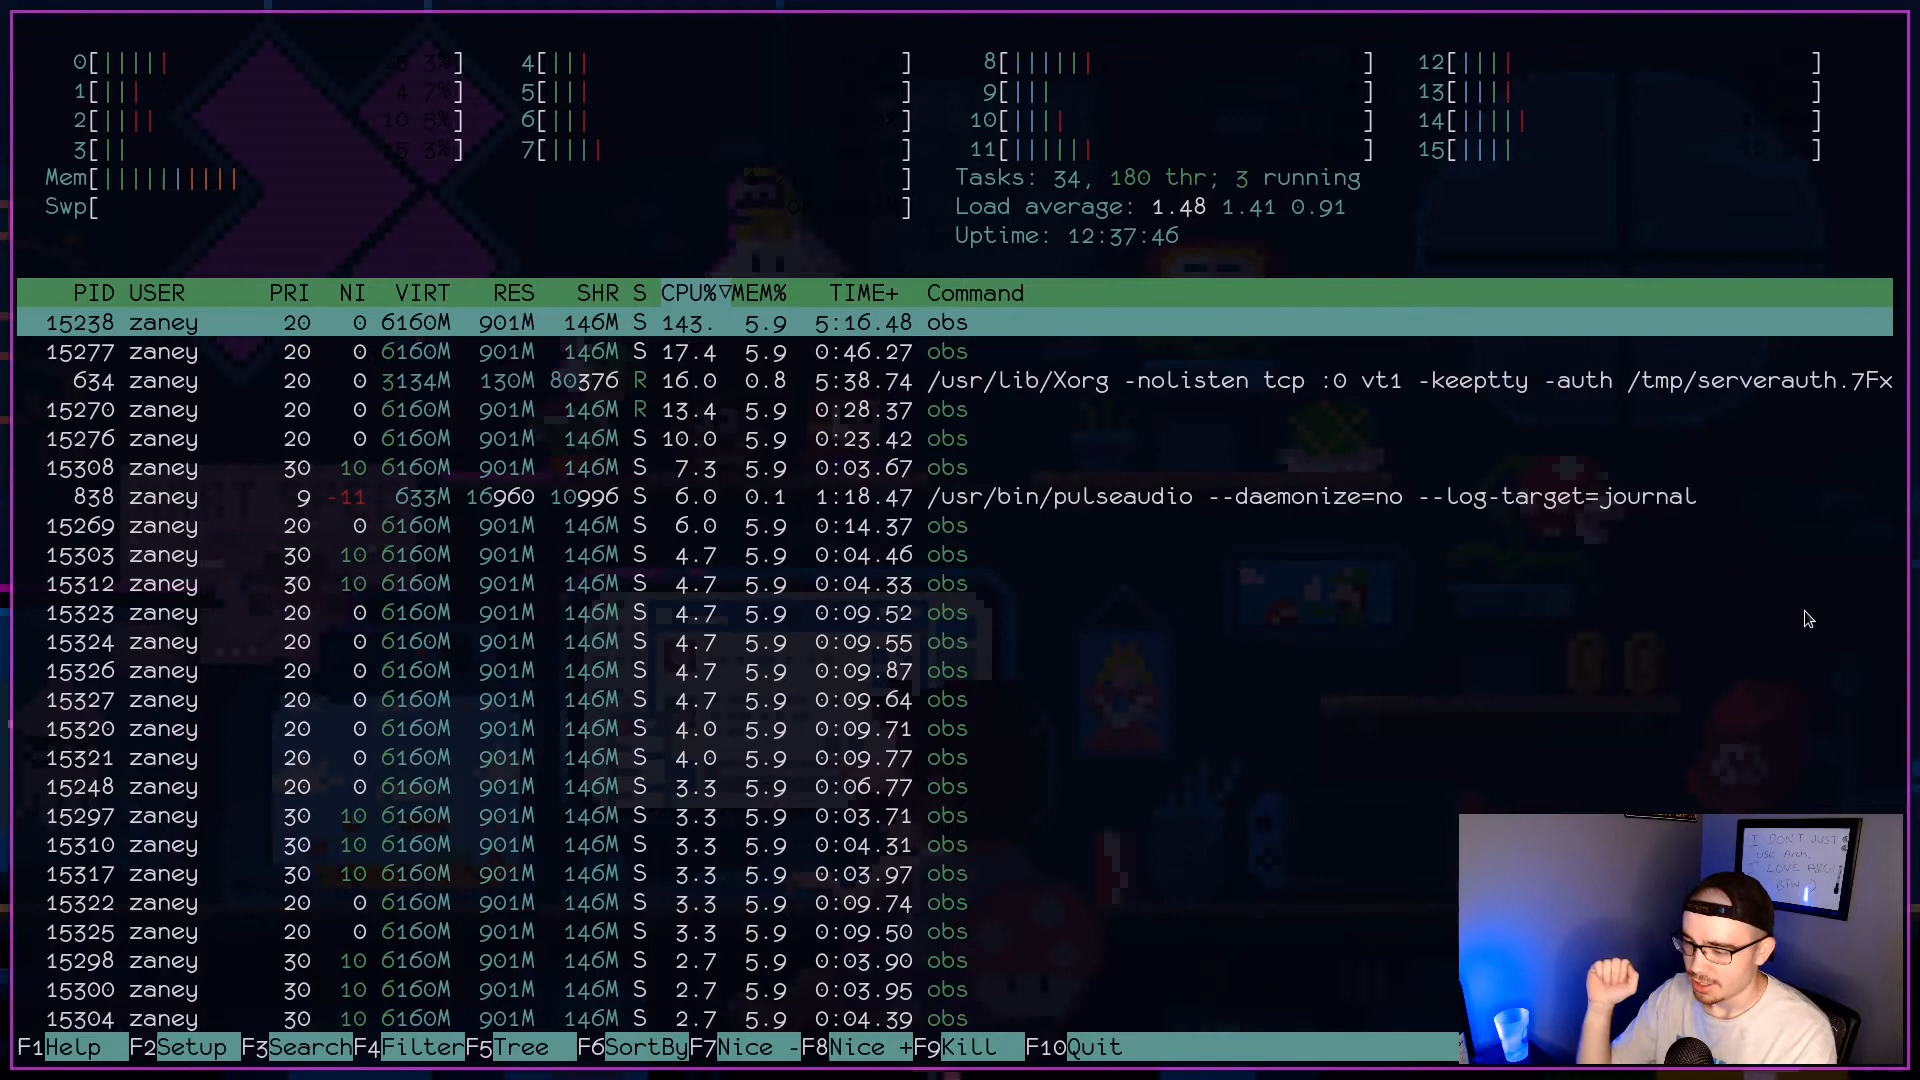 0[|||||          ] 4[|||          ] 8[||||||          ] 12[||||          ]
1[||| 4.7%] 5[|||          ] 9[|||          ] 13[||||          ]
2[|||| 10.5%] 6[|||          ] 10[||||          ] 14[|||||          ]
3[|| 5.3%] 7[||||          ] 11[||||||          ] 15[||||          ]
Mem[||||||||||          ] Tasks: 34, 180 thr; 3 running
Swp[          ] Load average: 1.48 1.41 0.91
Uptime: 12:37:46
PID USER PRI NI VIRT RES SHR S CPU%▽MEM% TIME+ Command
15238 zaney 20 0 6160M 901M 146M S 143. 5.9 5:16.48 obs
15277 zaney 20 0 6160M 901M 146M S 17.4 5.9 0:46.27 obs
634 zaney 20 0 3134M 130M 80376 R 16.0 0.8 5:38.74 /usr/lib/Xorg -nolisten tcp :0 vt1 -keeptty -auth /tmp/serverauth.7Fx
15270 zaney 20 0 6160M 901M 146M R 13.4 5.9 0:28.37 obs
15276 zaney 20 0 6160M 901M 146M S 10.0 5.9 0:23.42 obs
15308 zaney 30 10 6160M 901M 146M S 7.3 5.9 0:03.67 obs
838 zaney 9 -11 633M 16960 10996 S 6.0 0.1 1:18.47 /usr/bin/pulseaudio --daemonize=no --log-target=journal
15269 zaney 20 0 6160M 901M 146M S 6.0 5.9 0:14.37 obs
15303 zaney 30 10 6160M 901M 146M S 4.7 5.9 0:04.46 obs
15312 zaney 30 10 6160M 901M 146M S 4.7 5.9 0:04.33 obs
15323 zaney 20 0 6160M 901M 146M S 4.7 5.9 0:09.52 obs
15324 zaney 20 0 6160M 901M 146M S 4.7 5.9 0:09.55 obs
15326 zaney 20 0 6160M 901M 146M S 4.7 5.9 0:09.87 obs
15327 zaney 20 0 6160M 901M 146M S 4.7 5.9 0:09.64 obs
15320 zaney 20 0 6160M 901M 146M S 4.0 5.9 0:09.71 obs
15321 zaney 20 0 6160M 901M 146M S 4.0 5.9 0:09.77 obs
15248 zaney 20 0 6160M 901M 146M S 3.3 5.9 0:06.77 obs
15297 zaney 30 10 6160M 901M 146M S 3.3 5.9 0:03.71 obs
15310 zaney 30 10 6160M 901M 146M S 3.3 5.9 0:04.31 obs
15317 zaney 30 10 6160M 901M 146M S 3.3 5.9 0:03.97 obs
15322 zaney 20 0 6160M 901M 146M S 3.3 5.9 0:09.74 obs
15325 zaney 20 0 6160M 901M 146M S 3.3 5.9 0:09.50 obs
15298 zaney 30 10 6160M 901M 146M S 2.7 5.9 0:03.90 obs
15300 zaney 30 10 6160M 901M 146M S 2.7 5.9 0:03.95 obs
15304 zaney 30 10 6160M 901M 146M S 2.7 5.9 0:04.39 obs
F1Help F2Setup F3SearchF4FilterF5Tree F6SortByF7Nice -F8Nice +F9Kill F10Quit
I DON'T JUST
USE Arch,
I LOVE ARCH
BTW :)